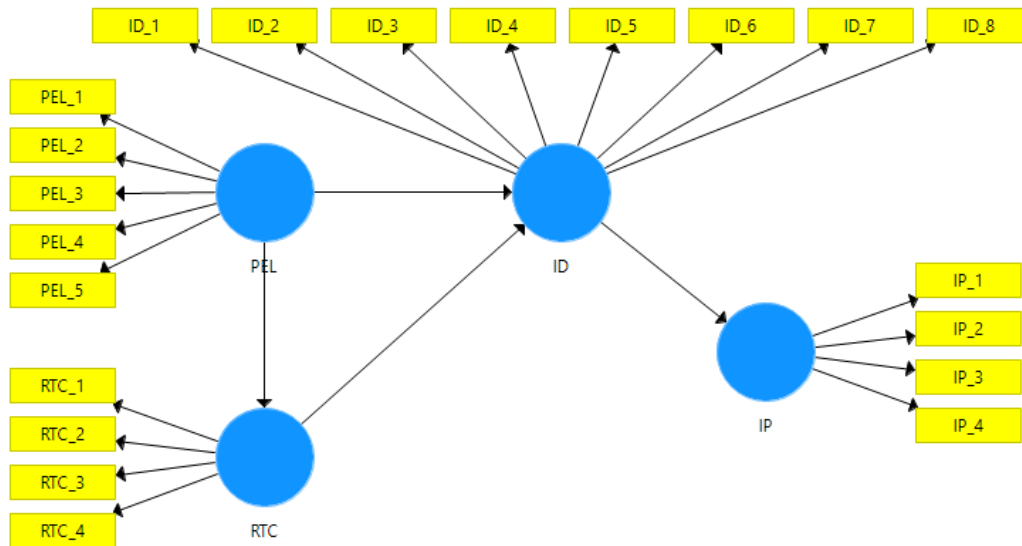 ID_1
ID_2
ID_3
ID_4
ID_5
ID_6
ID_7
ID_8
PEL_1
PEL_2
PEL_3
PEL_4
PEL_5
PEL
ID
IP_1
IP_2
IP_3
IP_4
IP
RTC_1
RTC_2
RTC_3
RTC_4
RTC